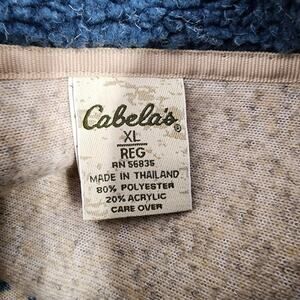 Cabela's®
XL
REG
RN 56835
MADE IN THAILAND
80% POLYESTER
20% ACRYLIC
CARE OVER